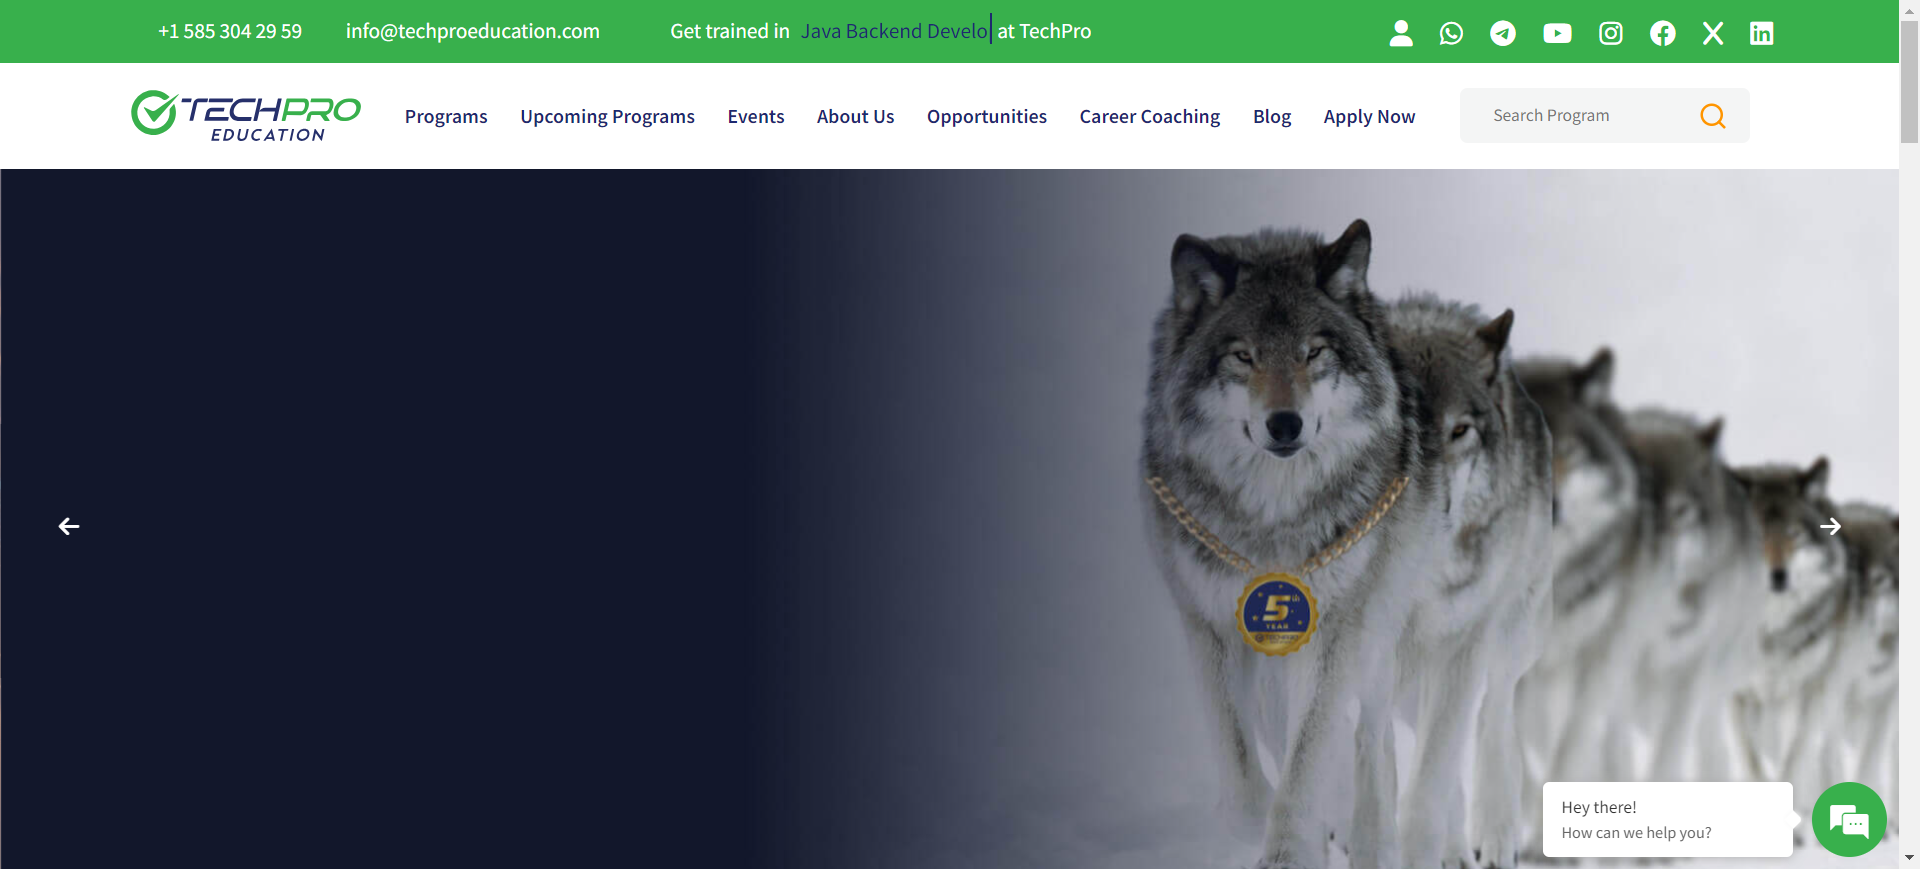 +1 585 304 29 59 info@techproeducation.com Get trained in Java Backend Develo at TechPro
TECHPRO
EDUCATION
Programs Upcoming Programs Events About Us Opportunities Career Coaching Blog Apply Now Search Program
5th
YEAR
TECHPRO
Hey there!
How can we help you?